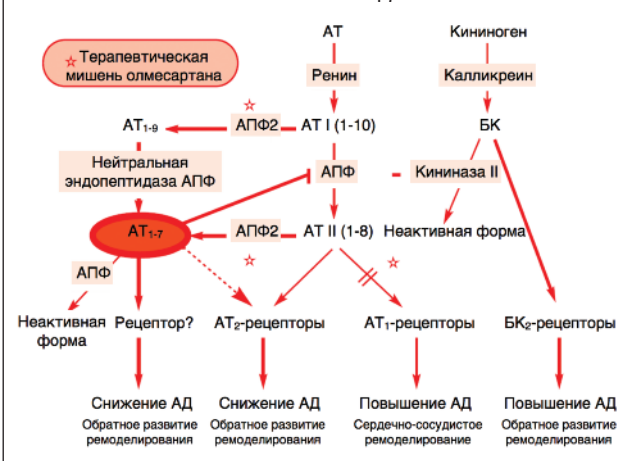 ☆ Терапевтическая
мишень олмесартана
АТ
Кининоген
Ренин
Калликреин
☆
АТ1-9
АПФ2
АТ I (1-10)
БК
Нейтральная
эндопептидаза АПФ
АПФ
Кининаза II
АТ1-7
АПФ2
АТ II (1-8)
Неактивная форма
☆
☆
АПФ
Неактивная
форма
Рецептор?
АТ2-рецепторы
АТ1-рецепторы
БК2-рецепторы
Снижение АД
Обратное развитие
ремоделирования
Снижение АД
Обратное развитие
ремоделирования
Повышение АД
Сердечно-сосудистое
ремоделирование
Повышение АД
Обратное развитие
ремоделирования